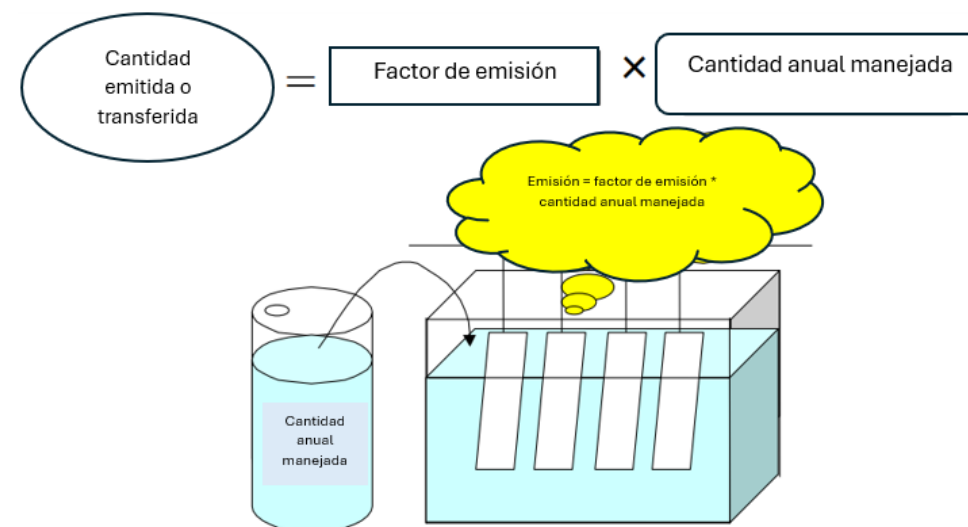 Cantidad
emitida o
transferida
=
Factor de emisión
×
Cantidad anual manejada
Emisión = factor de emisión *
cantidad anual manejada
Cantidad
anual
manejada